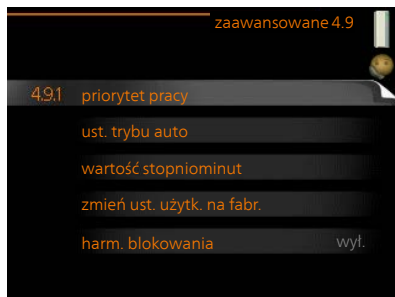 zaawansowane 4.9
4.9.1 priorytet pracy
ust. trybu auto
wartość stopniominut
zmień ust. użytk. na fabr.
harm. blokowania wył.